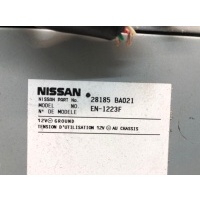 NISSAN
NISSAN PART No. 28185 BA021
MODEL NO. EN-1223F
N° DE MODELE
12V⊖GROUND
TENSION D'UTILISATION 12V ⊖ AU CHASSIS